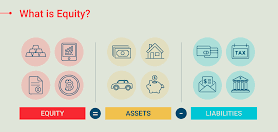 What is Equity?
TAX
EQUITY = ASSETS - LIABILITIES